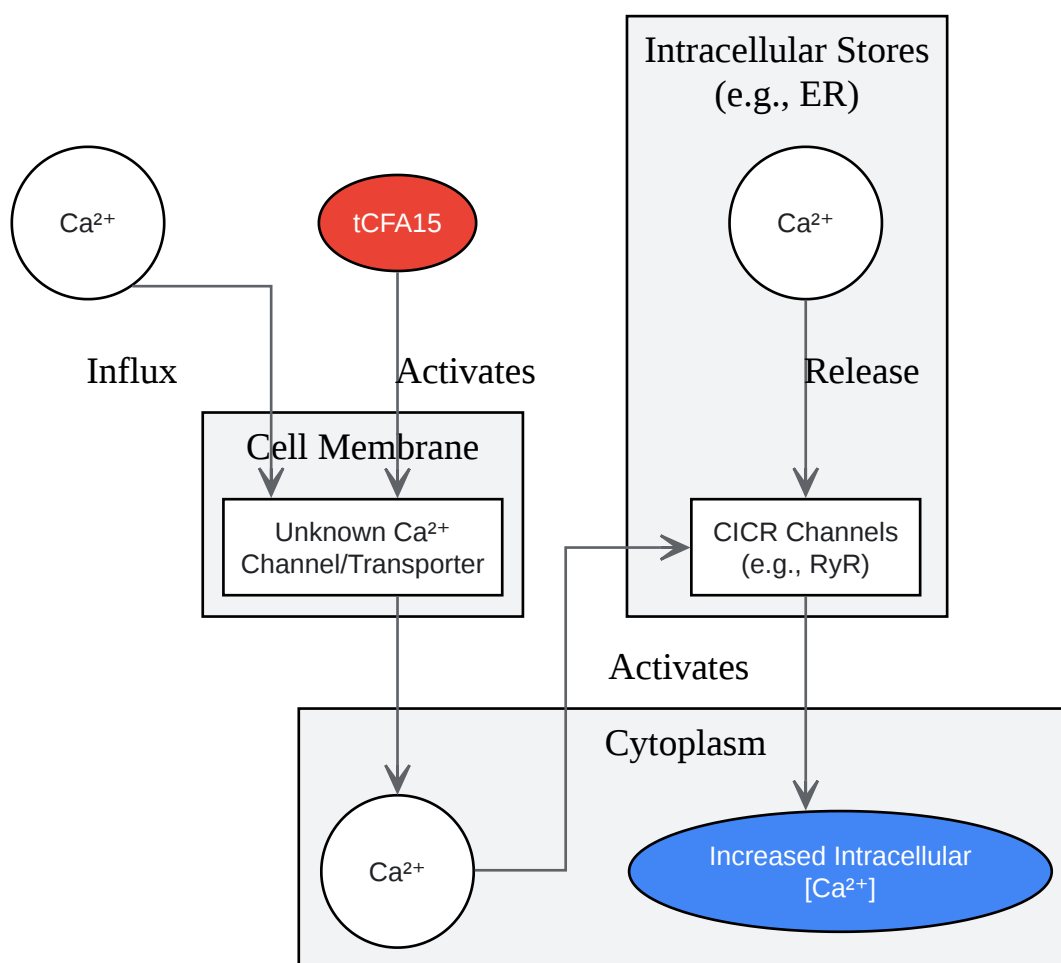 Intracellular Stores
(e.g., ER)
Ca²⁺
tCFA15
Ca²⁺
Influx
Activates
Release
Cell Membrane
Unknown Ca²⁺
Channel/Transporter
CICR Channels
(e.g., RyR)
Activates
Cytoplasm
Ca²⁺
Increased Intracellular
[Ca²⁺]